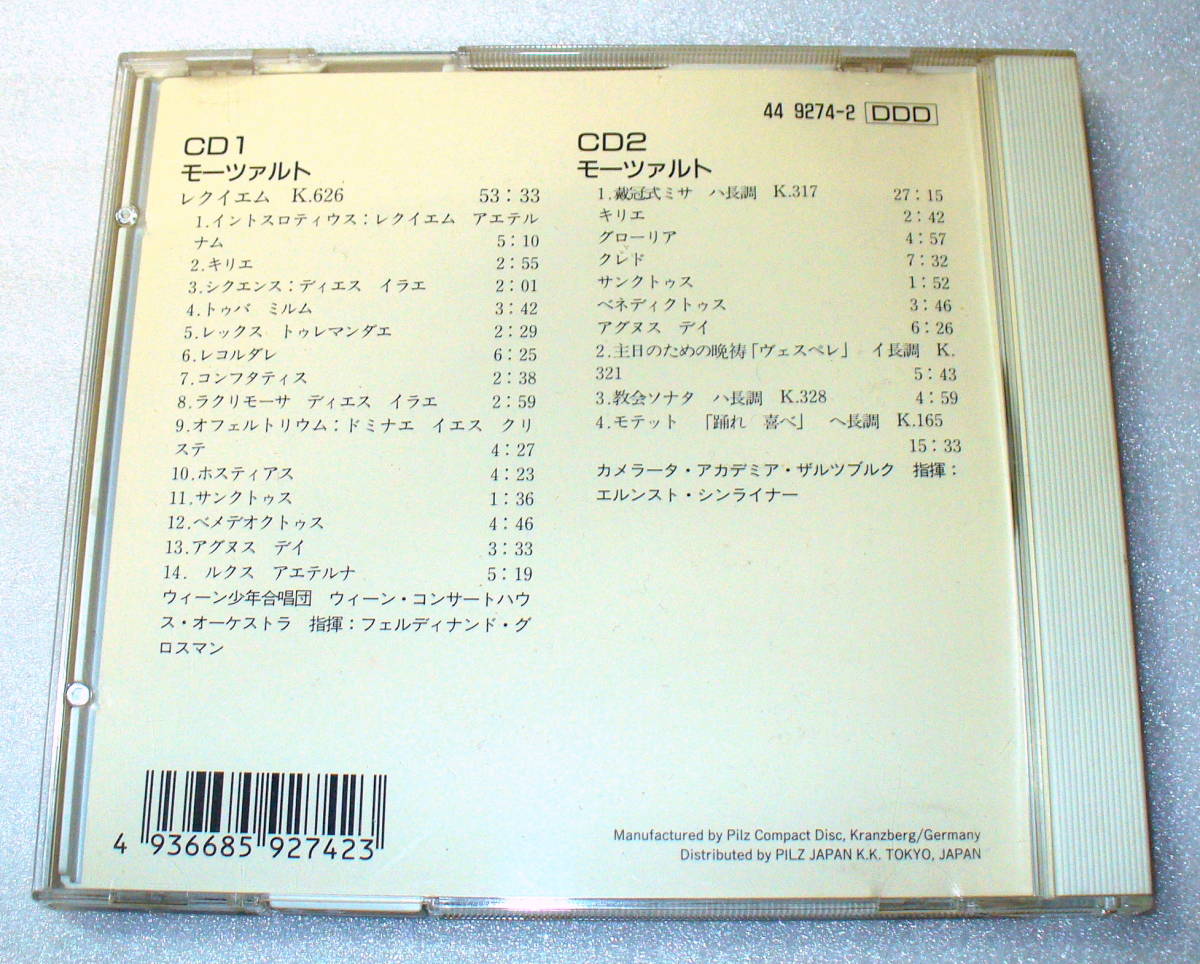 44 9274-2 DDD
CD1
モーツァルト
レクイエム K.626 53：33
1.イントスロティウス：レクイエム アエテル
ナム 5：10
2.キリエ 2：55
3.シクエンス：ディエス イラエ 2：01
4.トゥバ ミルム 3：42
5.レックス トゥレマンダエ 2：29
6.レコルダレ 6：25
7.コンフタティス 2：38
8.ラクリモーサ ディエス イラエ 2：59
9.オフェルトリウム：ドミナエ イエス クリ
ステ 4：27
10.ホスティアス 4：23
11.サンクトゥス 1：36
12.ベメデオクトゥス 4：46
13.アグヌス デイ 3：33
14. ルクス アエテルナ 5：19
ウィーン少年合唱団 ウィーン・コンサートハウ
ス・オーケストラ 指揮：フェルディナンド・グ
ロスマン
CD2
モーツァルト
1.戴冠式ミサ ハ長調 K.317 27：15
キリエ 2：42
グローリア 4：57
クレド 7：32
サンクトゥス 1：52
ベネディクトゥス 3：46
アグヌス デイ 6：26
2.主日のための晩祷「ヴェスペレ」 イ長調 K.
321 5：43
3.教会ソナタ ハ長調 K.328 4：59
4.モテット 「踊れ 喜べ」 ヘ長調 K.165
15：33
カメラータ・アカデミア・ザルツブルク 指揮：
エルンスト・シンライナー
4 936685 927423
Manufactured by Pilz Compact Disc, Kranzberg/Germany
Distributed by PILZ JAPAN K.K. TOKYO, JAPAN